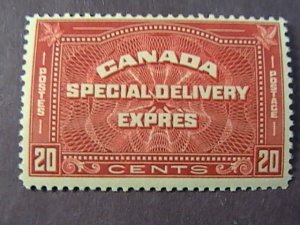 CANADA
POSTES
SPECIAL DELIVERY
POSTAGE
EXPRES
20 CENTS 20